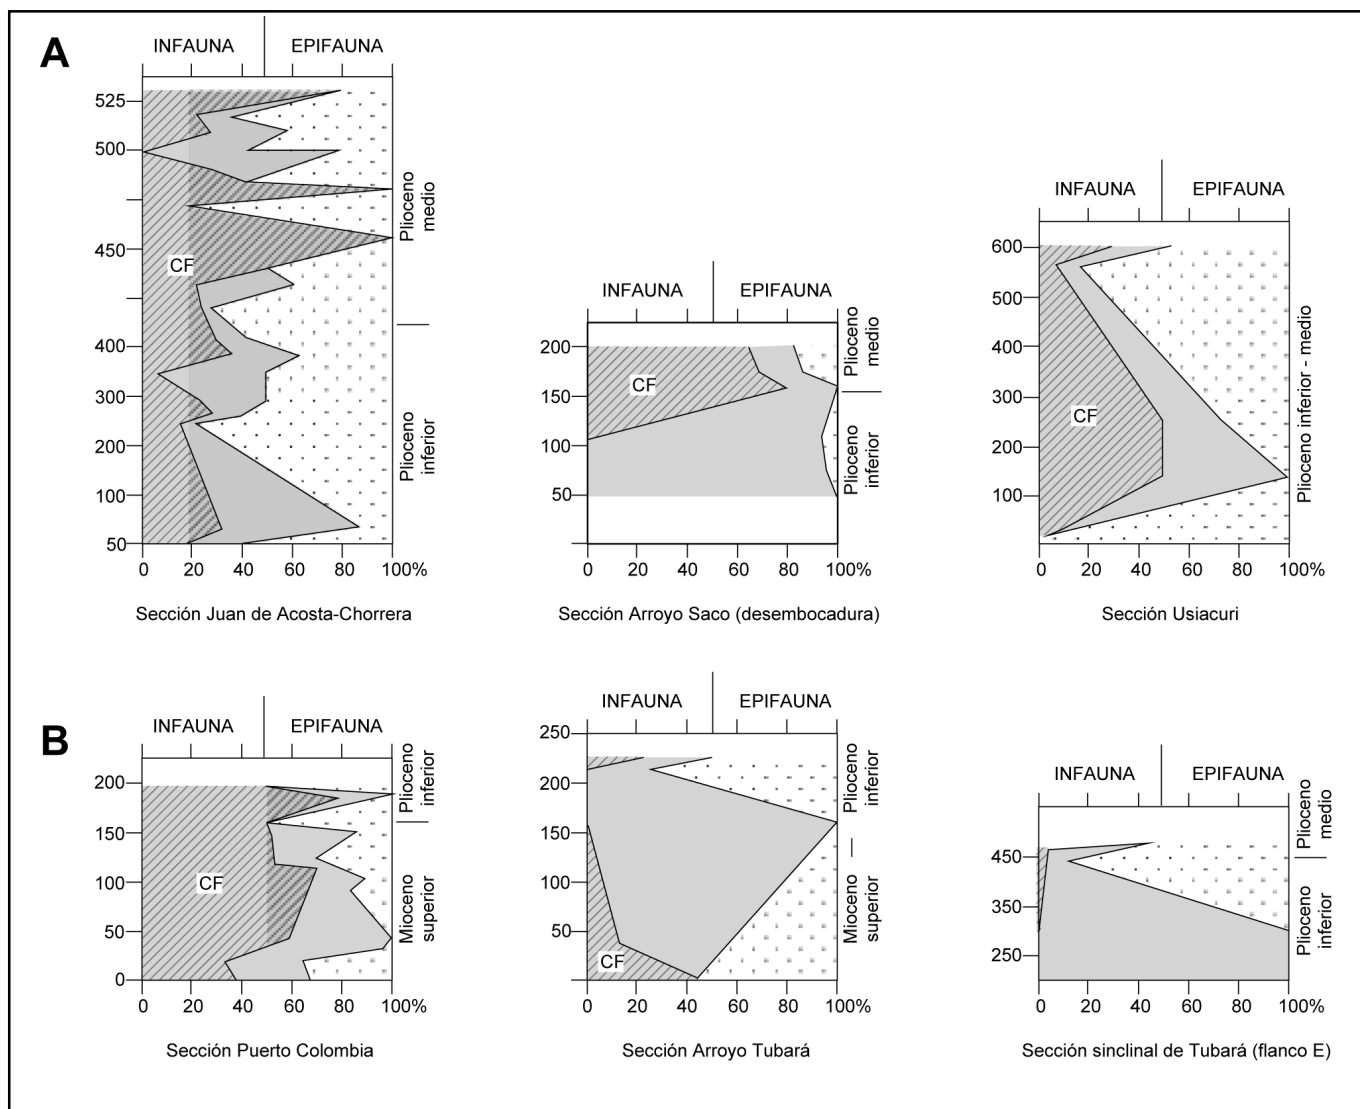 A
INFAUNA EPIFAUNA
525
500
450
400
300
200
100
50
CF
Plioceno medio
Plioceno inferior
0 20 40 60 80 100%
Sección Juan de Acosta-Chorrera
INFAUNA EPIFAUNA
200
150
100
50
CF
Plioceno medio
Plioceno inferior
0 20 40 60 80 100%
Sección Arroyo Saco (desembocadura)
INFAUNA EPIFAUNA
600
500
400
300
200
100
CF
Plioceno inferior - medio
0 20 40 60 80 100%
Sección Usiacuri
B
INFAUNA EPIFAUNA
200
150
100
50
0
CF
Plioceno inferior
Mioceno superior
0 20 40 60 80 100%
Sección Puerto Colombia
INFAUNA EPIFAUNA
250
200
150
100
50
CF
Plioceno inferior
Mioceno superior
0 20 40 60 80 100%
Sección Arroyo Tubará
INFAUNA EPIFAUNA
450
350
250
Plioceno medio
Plioceno inferior
0 20 40 60 80 100%
Sección sinclinal de Tubará (flanco E)